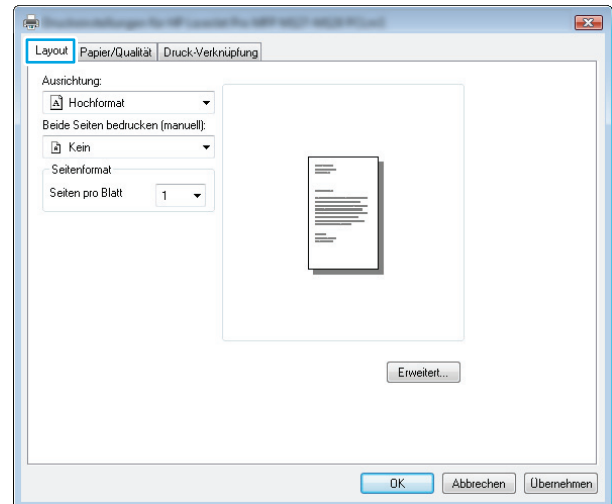 Layout
Papier/Qualität
Druck-Verknüpfung
Ausrichtung:
Hochformat
Beide Seiten bedrucken (manuell):
Kein
Seitenformat
Seiten pro Blatt
1
Erweitert...
OK
Abbrechen
Übernehmen